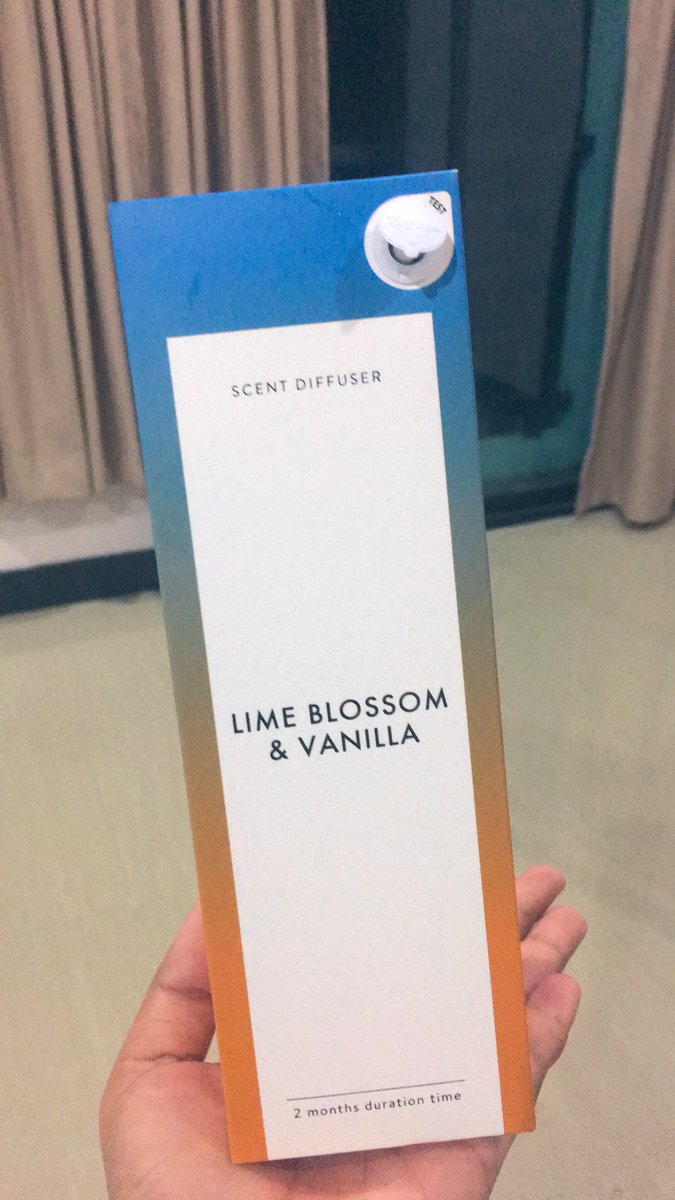 TEST
SCENT DIFFUSER
LIME BLOSSOM
& VANILLA
2 months duration time